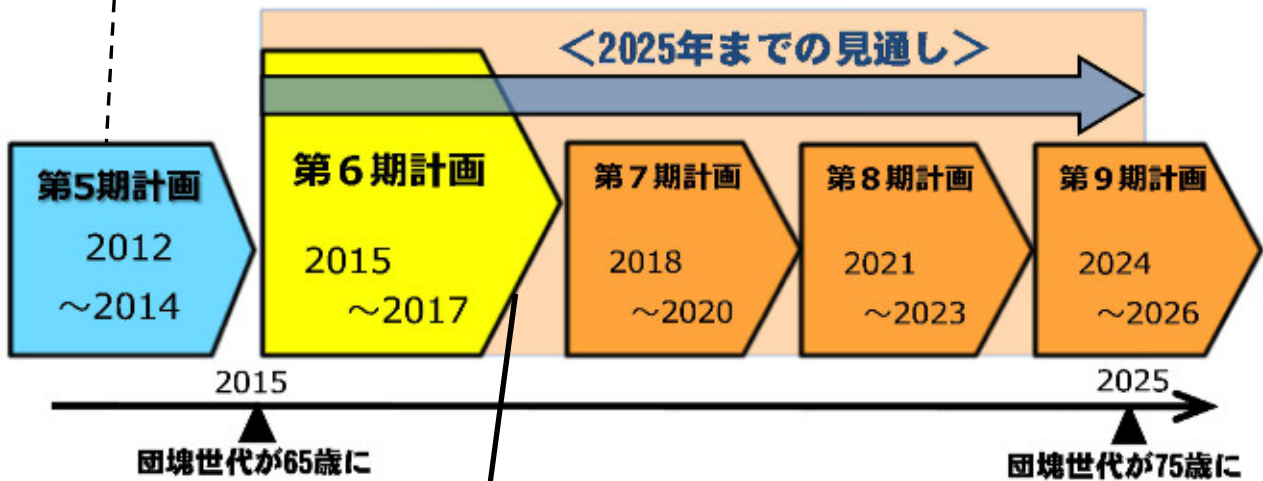 ＜2025年までの見通し＞
第5期計画
2012
～2014
第６期計画
2015
～2017
第７期計画
2018
～2020
第８期計画
2021
～2023
第９期計画
2024
～2026
2015
2025
団塊世代が65歳に
団塊世代が75歳に